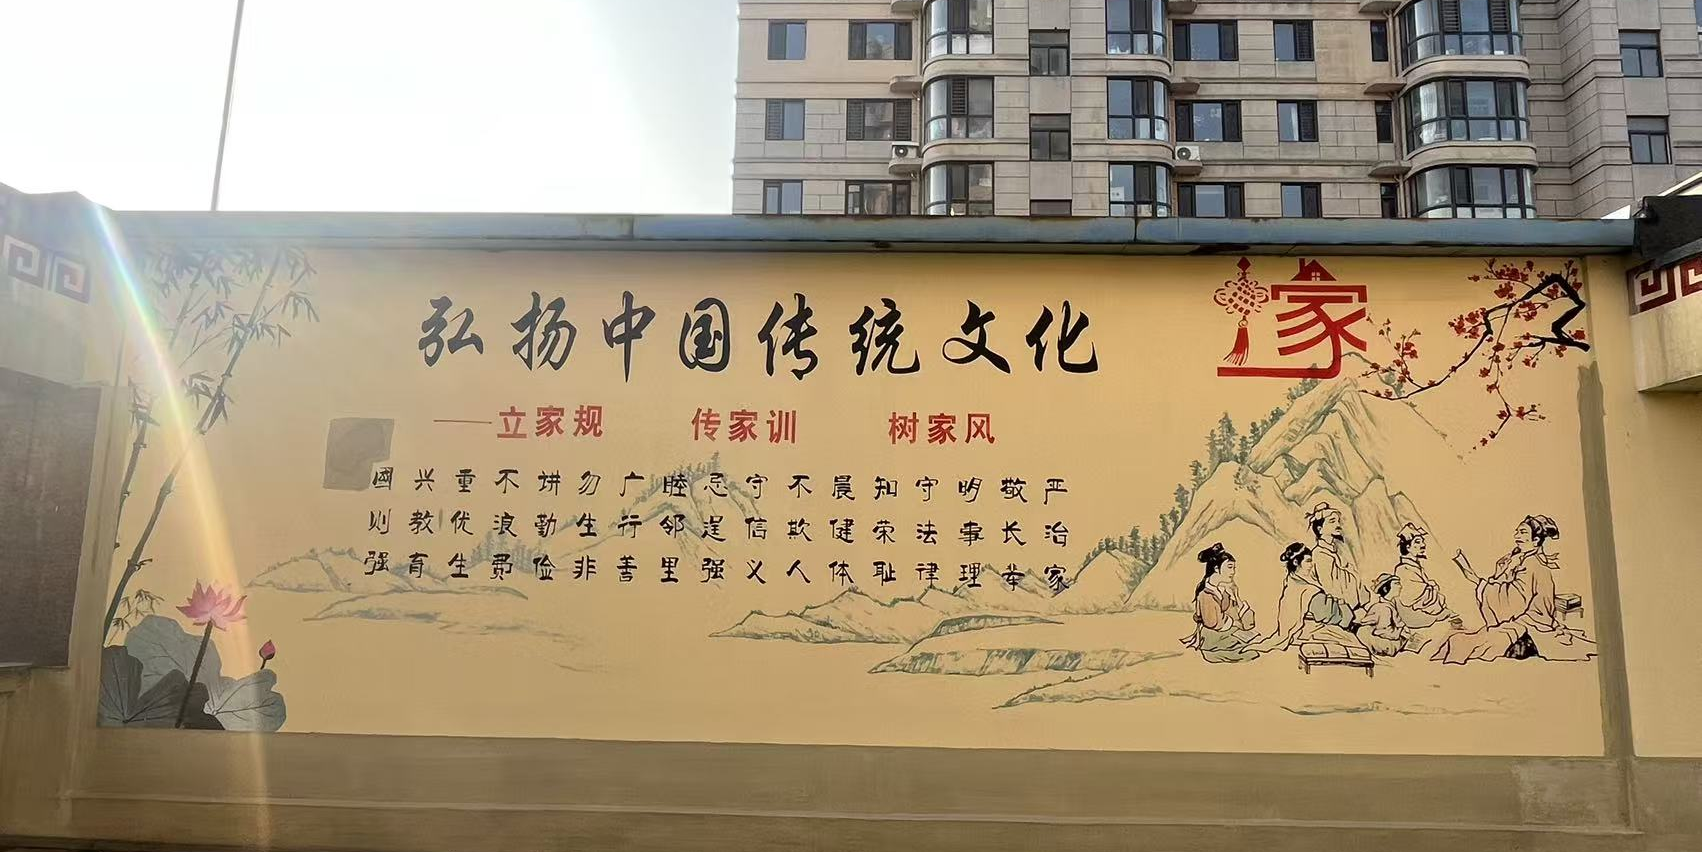 弘扬中国传统文化
家
——立家规 传家训 树家风
严治家
敬长辈
明事理
守法律
知荣耻
晨健体
不欺人
守信义
忌逞强
睦邻里
广行善
勿生非
讲勤俭
不浪费
重优生
兴教育
國则强